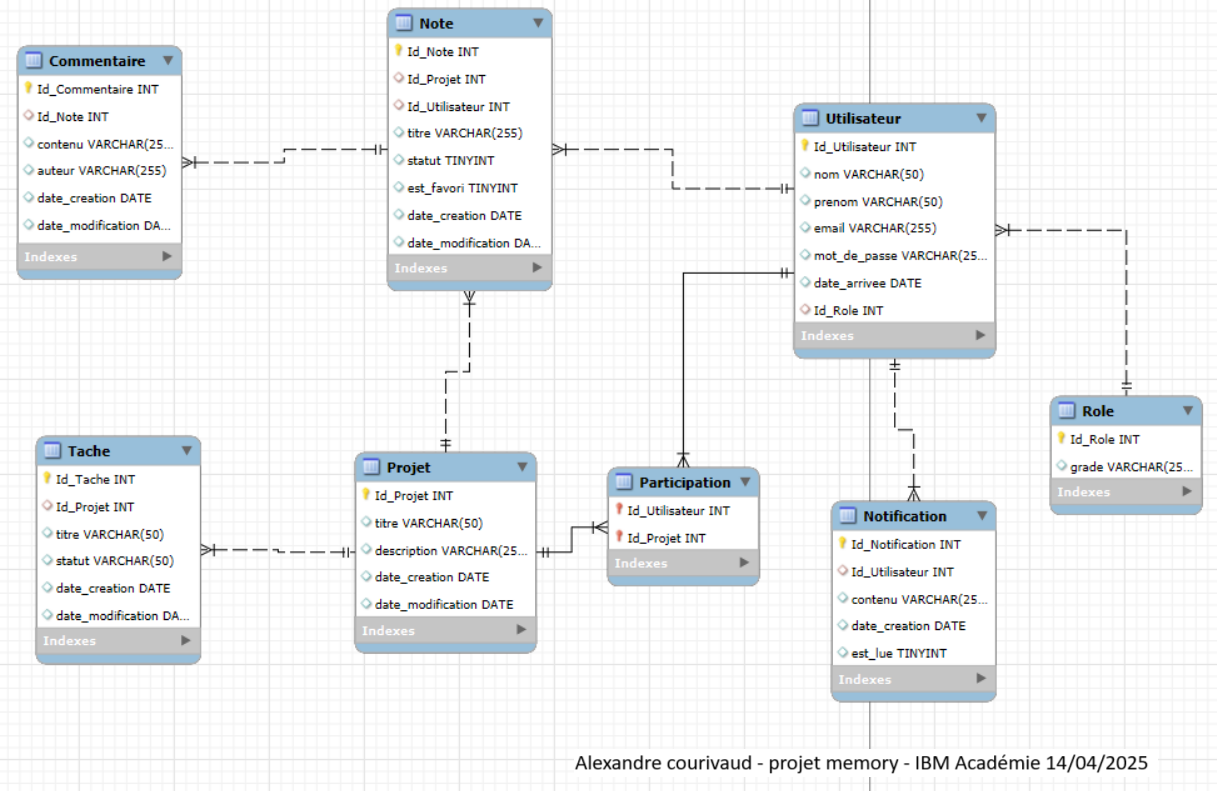 Commentaire
Id_Commentaire INT
Id_Note INT
contenu VARCHAR(25...
auteur VARCHAR(255)
date_creation DATE
date_modification DA...
Indexes
Note
Id_Note INT
Id_Projet INT
Id_Utilisateur INT
titre VARCHAR(255)
statut TINYINT
est_favori TINYINT
date_creation DATE
date_modification DA...
Indexes
Utilisateur
Id_Utilisateur INT
nom VARCHAR(50)
prenom VARCHAR(50)
email VARCHAR(255)
mot_de_passe VARCHAR(25...
date_arrivee DATE
Id_Role INT
Indexes
Role
Id_Role INT
grade VARCHAR(25...
Indexes
Tache
Id_Tache INT
Id_Projet INT
titre VARCHAR(50)
statut VARCHAR(50)
date_creation DATE
date_modification DA...
Indexes
Projet
Id_Projet INT
titre VARCHAR(50)
description VARCHAR(25...
date_creation DATE
date_modification DATE
Indexes
Participation
Id_Utilisateur INT
Id_Projet INT
Indexes
Notification
Id_Notification INT
Id_Utilisateur INT
contenu VARCHAR(25...
date_creation DATE
est_lue TINYINT
Indexes
Alexandre courivaud - projet memory - IBM Académie 14/04/2025